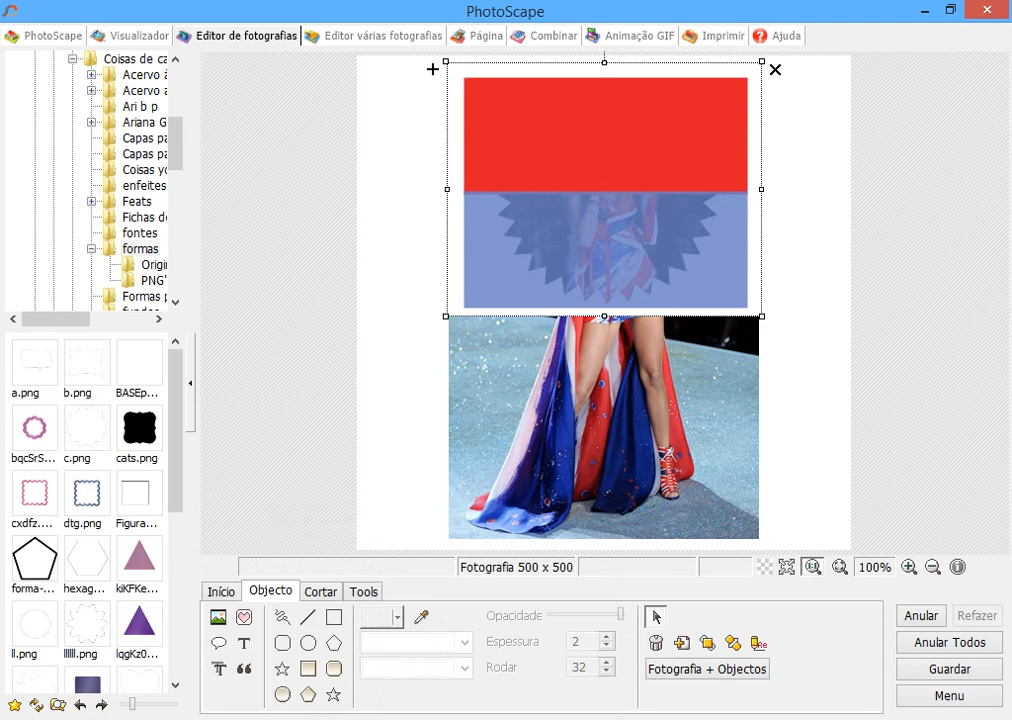 PhotoScape
PhotoScape Visualizador Editor de fotografias Editor várias fotografias Página Combinar Animação GIF Imprimir Ajuda
Coisas de ca
Acervo à
Acervo a
Ari b p
Ariana G
Capas pa
Capas pa
Coisas yo
enfeites
Feats
Fichas de
fontes
formas
Origi
PNG'
Formas p
a.png b.png BASEp...
bqcSrS... c.png cats.png
cxdfz.... dtg.png Figura...
forma-... hexag... kiKFKe...
ll.png llllll.png lqgKz0...
Fotografia 500 x 500 100%
Início Objecto Cortar Tools
Opacidade
Espessura 2
Rodar 32
Fotografia + Objectos
Anular Refazer
Anular Todos
Guardar
Menu